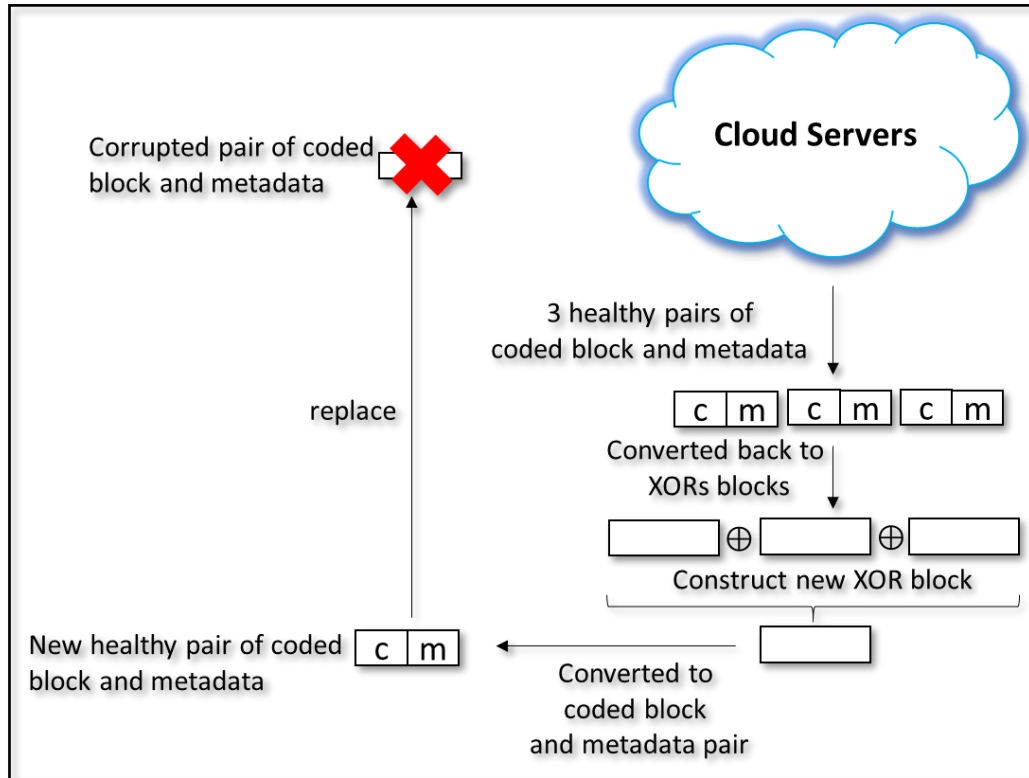 Cloud Servers
Corrupted pair of coded
block and metadata
3 healthy pairs of
coded block and metadata
replace
c m c m c m
Converted back to
XORs blocks
⊕ ⊕
Construct new XOR block
New healthy pair of coded
block and metadata
c m
Converted to
coded block
and metadata pair